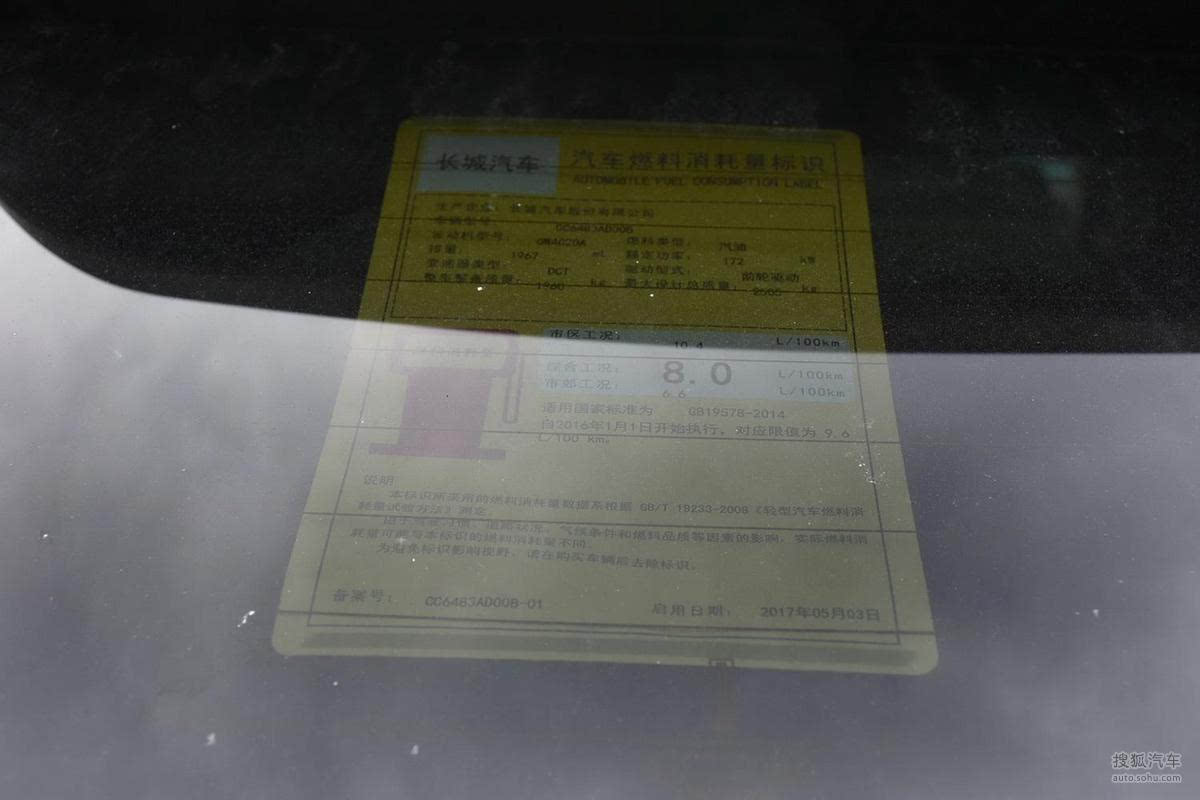 长城汽车
汽车燃料消耗量标识
AUTOMOBILE FUEL CONSUMPTION LABEL
生产企业： 长城汽车股份有限公司
车辆型号： CC6483AD00B
发动机型号： GW4C20A 燃料类型： 汽油
排量： 1967 mL 额定功率： 172 kW
变速器类型： DCT 驱动型式： 前轮驱动
整车整备质量： 1960 kg 最大设计总质量： 2505 kg
市区工况： 10.4 L/100km
综合工况： 8.0 L/100km
市郊工况： 6.6 L/100km
适用国家标准为 GB19578-2014
自2016年1月1日开始执行，对应限值为 9.6
L/100 km。
说明
本标识所采用的燃料消耗量数据系根据 GB/T 19233-2008《轻型汽车燃料消
耗量试验方法》测定。
由于驾驶习惯、道路状况、气候条件和燃料品质等因素的影响，实际燃料消
耗量可能与本标识的燃料消耗量不同。
为避免标识影响视野，请在购买车辆后去除标识。
备案号： CC6483AD00B-01 启用日期： 2017年05月03日
搜狐汽车
auto.sohu.com